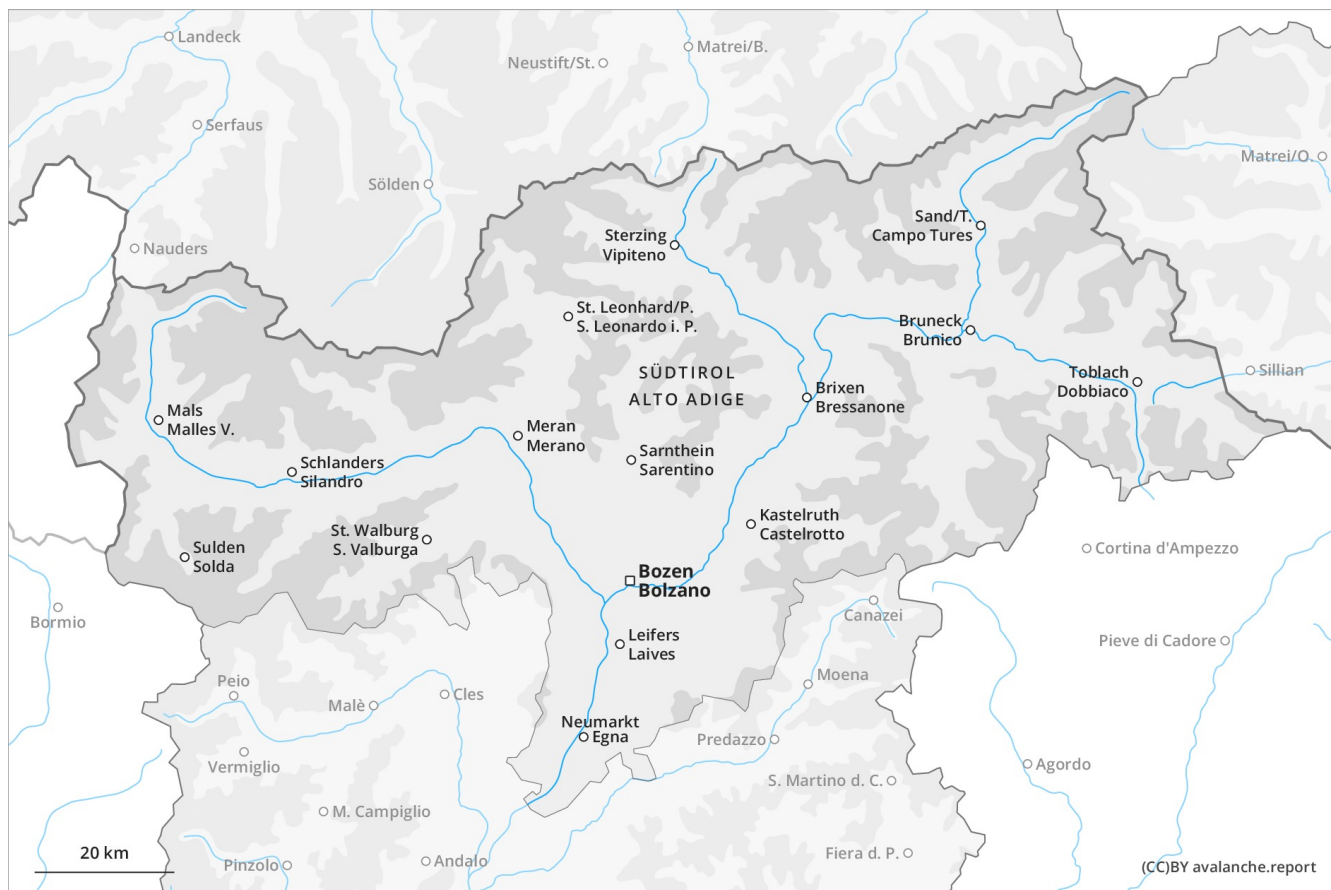 Landeck
Matrei/B.
Neustift/St.
Serfaus
Matrei/O.
Sölden
Sand/T.
Campo Tures
Sterzing
Vipiteno
Nauders
St. Leonhard/P.
S. Leonardo i. P.
Bruneck
Brunico
SÜDTIROL
ALTO ADIGE
Toblach
Dobbiaco
Sillian
Brixen
Bressanone
Mals
Malles V.
Meran
Merano
Sarnthein
Sarentino
Schlanders
Silandro
Kastelruth
Castelrotto
St. Walburg
S. Valburga
Sulden
Solda
Cortina d'Ampezzo
Bozen
Bolzano
Bormio
Canazei
Leifers
Laives
Pieve di Cadore
Peio
Moena
Malè
Cles
Neumarkt
Egna
Predazzo
Vermiglio
Agordo
S. Martino d. C.
M. Campiglio
20 km
Pinzolo
Andalo
Fiera d. P.
(CC)BY avalanche.report